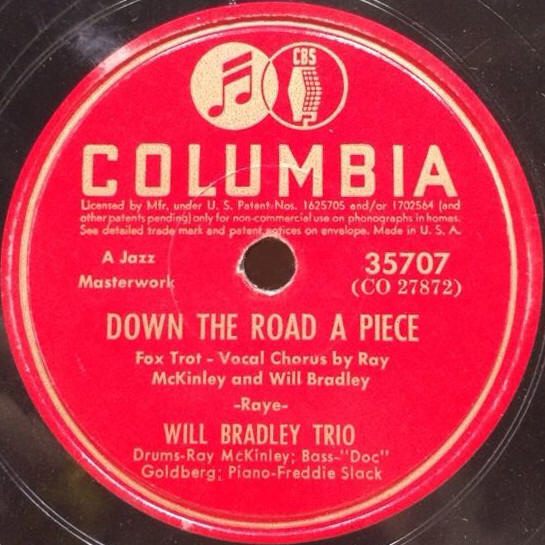 CBS
COLUMBIA
Licensed by Mfr. under U. S. Patent Nos. 1625705 and/or 1702564 (and
other patents pending) only for non-commercial use on phonographs in homes.
See detailed trade mark and patent notices on envelope. Made in U. S. A.
A Jazz
Masterwork
35707
(CO 27872)
DOWN THE ROAD A PIECE
Fox Trot - Vocal Chorus by Ray
McKinley and Will Bradley
-Raye-
WILL BRADLEY TRIO
Drums-Ray McKinley; Bass-"Doc"
Goldberg; Piano-Freddie Slack